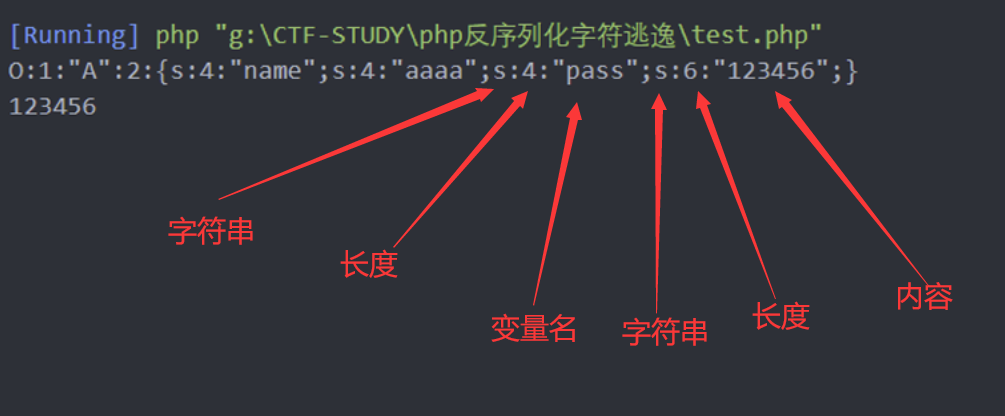 [Running] php "g:\CTF-STUDY\php反序列化字符逃逸\test.php"
O:1:"A":2:{s:4:"name";s:4:"aaaa";s:4:"pass";s:6:"123456";}
123456
字符串
长度
变量名
字符串
长度
内容